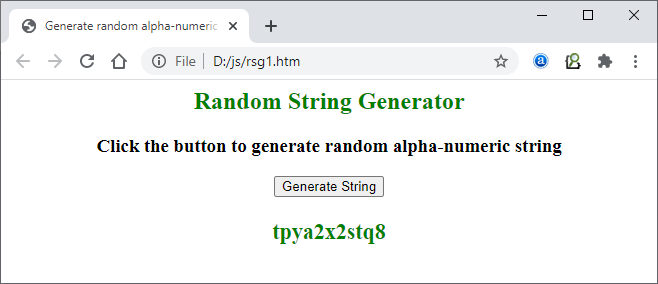 Generate random alpha-numeric
File
D:/js/rsg1.htm
Random String Generator
Click the button to generate random alpha-numeric string
Generate String
tpya2x2stq8